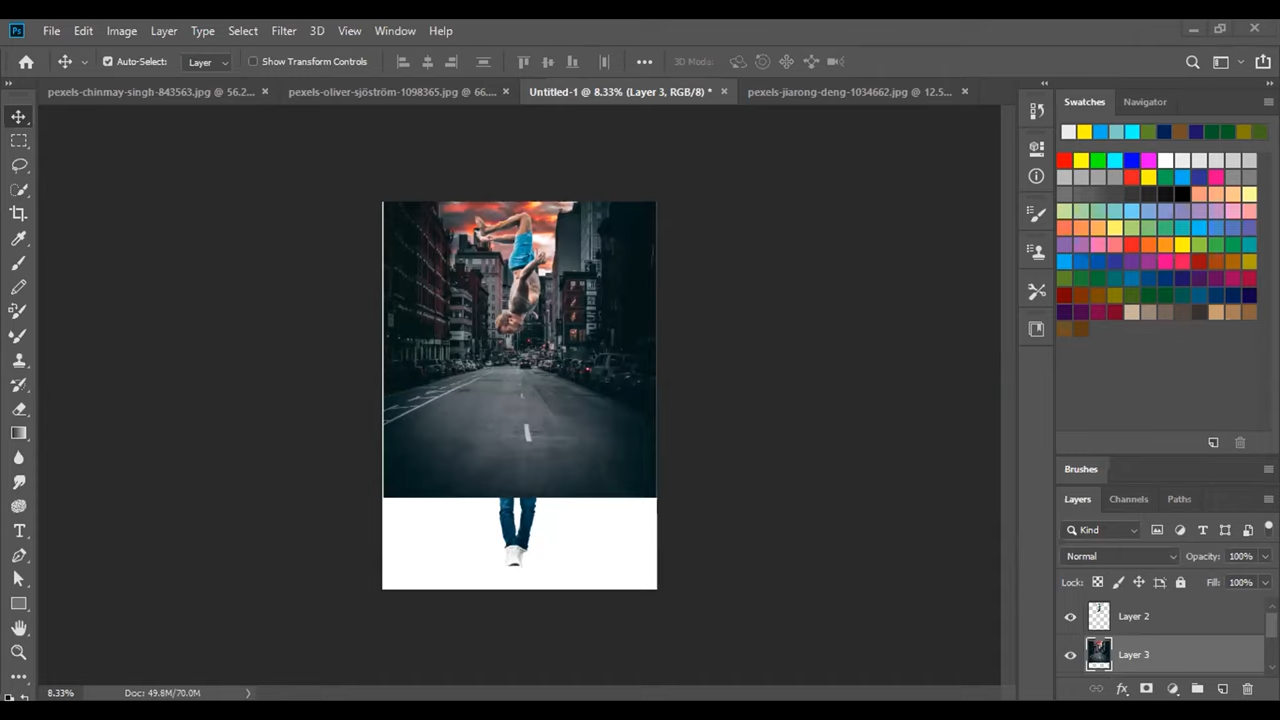 Ps File Edit Image Layer Type Select Filter 3D View Window Help
Auto-Select: Layer Show Transform Controls 3D Mode:
pexels-chinmay-singh-843563.jpg @ 56.2... × pexels-oliver-sjöström-1098365.jpg @ 66.... × Untitled-1 @ 8.33% (Layer 3, RGB/8) * × pexels-jiarong-deng-1034662.jpg @ 12.5... ×
Swatches Navigator
Brushes
Layers Channels Paths
Kind
Normal Opacity: 100%
Lock: Fill: 100%
Layer 2
Layer 3
8.33% Doc: 49.8M/70.0M